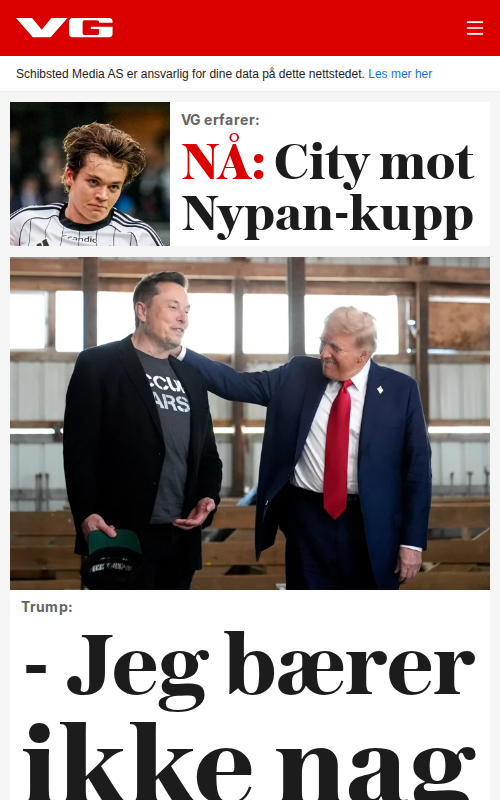 VG
Schibsted Media AS er ansvarlig for dine data på dette nettstedet. Les mer her
VG erfarer:
NÅ: City mot
Nypan-kupp
Trump:
- Jeg bærer
ikke nag